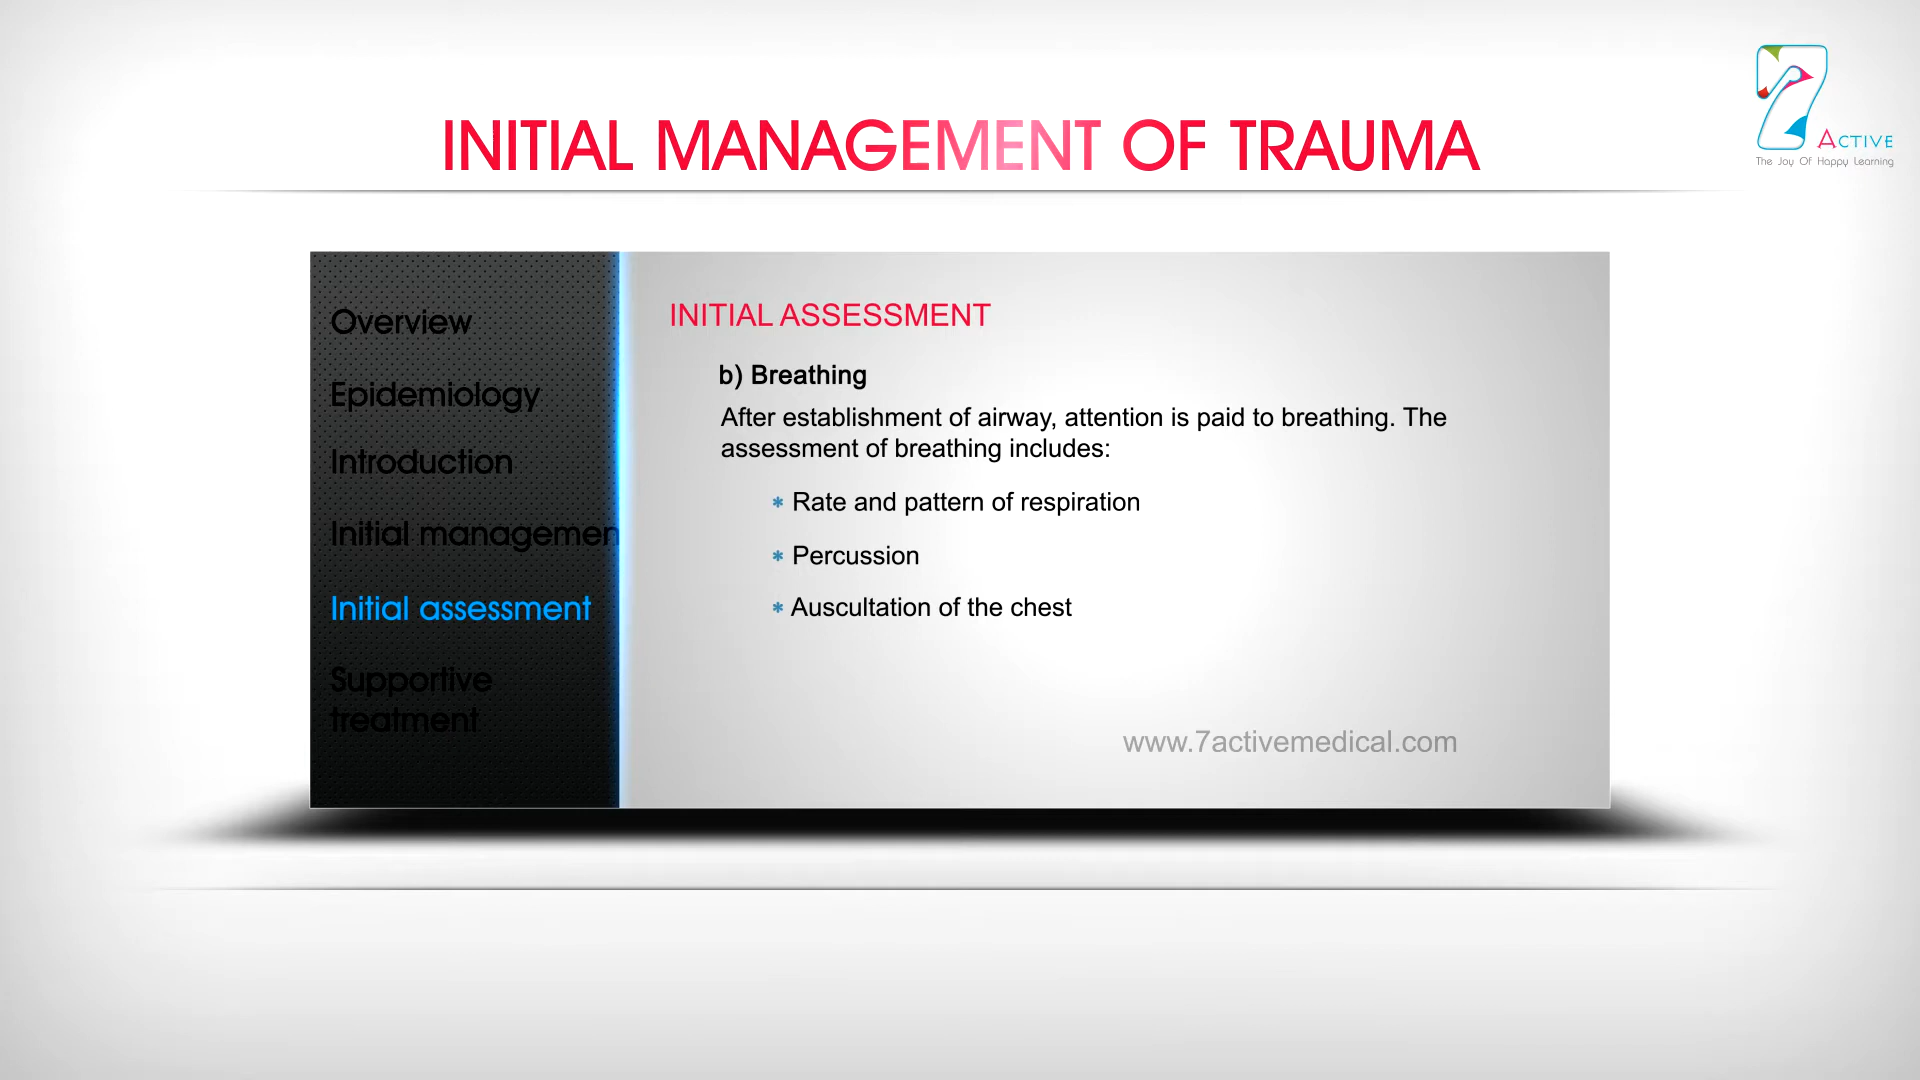 INITIAL MANAGEMENT OF TRAUMA
7 ACTIVE
The Joy Of Happy Learning
Overview
Epidemiology
Introduction
Initial managemen
Initial assessment
Supportive
treatment
INITIAL ASSESSMENT
b) Breathing
After establishment of airway, attention is paid to breathing. The
assessment of breathing includes:
* Rate and pattern of respiration
* Percussion
* Auscultation of the chest
www.7activemedical.com